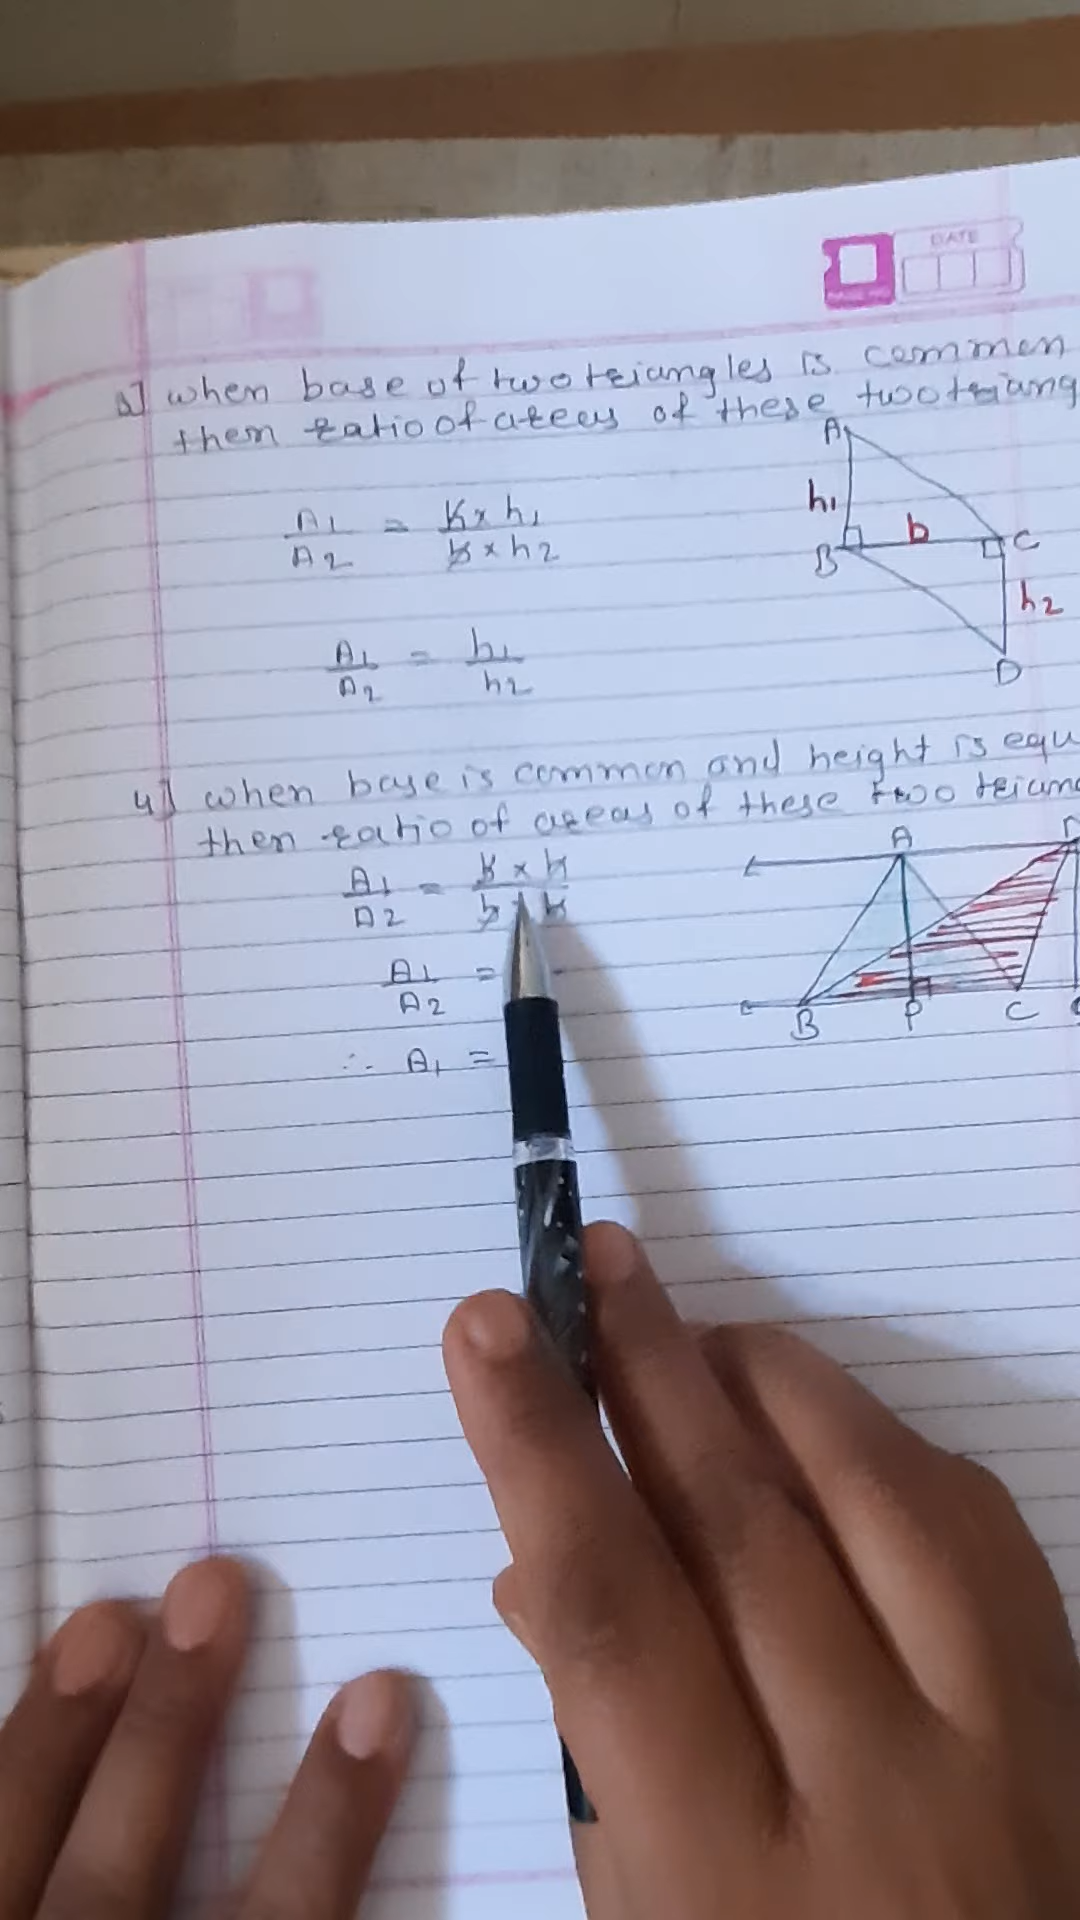 DATE
3] when base of two triangles is common
then ratio of areas of these two triang
A1/A2 = b x h1/b x h2
A1/A2 = h1/h2
A
h1
b
B
C
h2
D
4] when base is common and height is equ
then ratio of areas of these two triang
A1/A2 = b x h/b x h
A1/A2 =
∴ A1 =
A
B
P
C